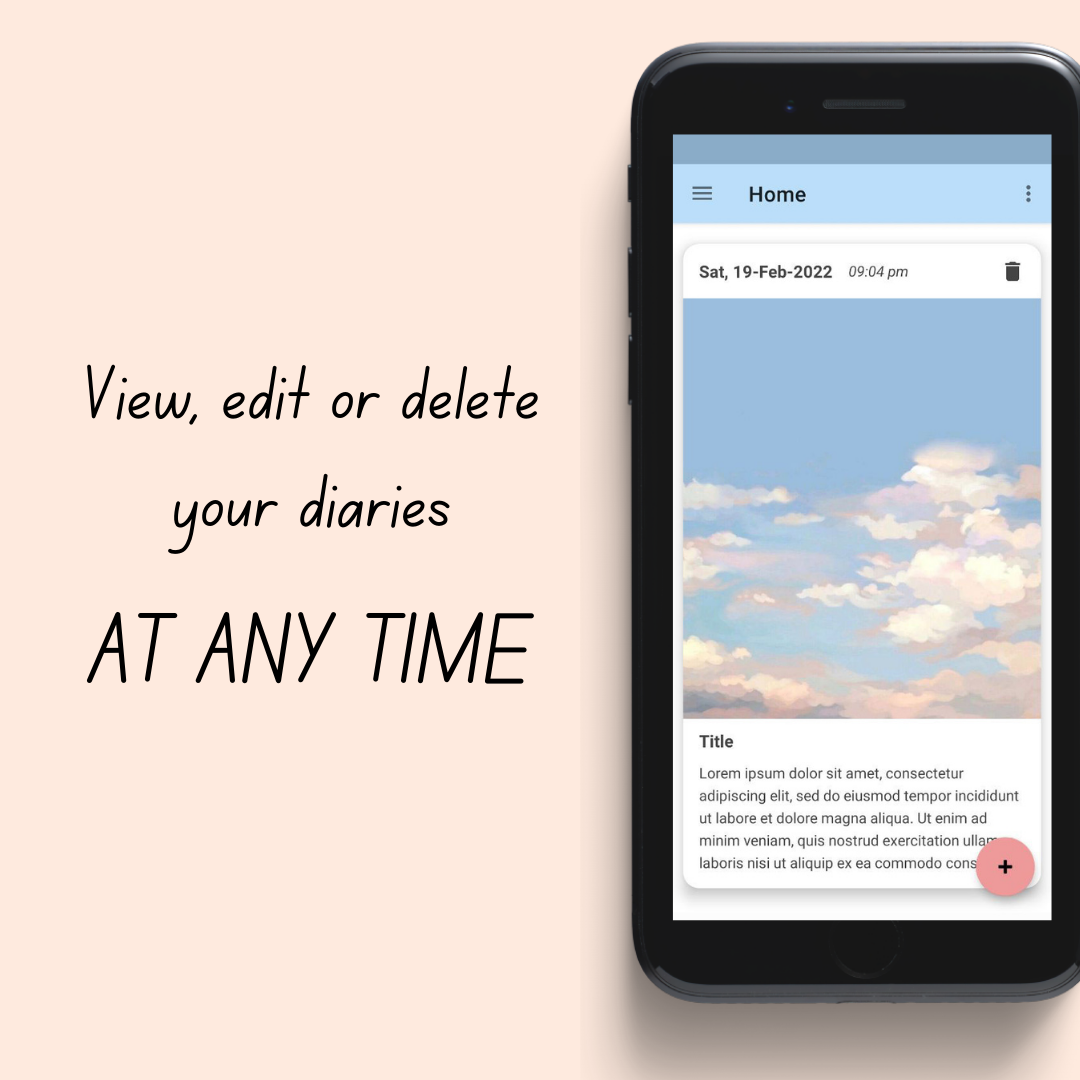 View, edit or delete
your diaries
AT ANY TIME
Home
Sat, 19-Feb-2022 09:04 pm
Title
Lorem ipsum dolor sit amet, consectetur
adipiscing elit, sed do eiusmod tempor incididunt
ut labore et dolore magna aliqua. Ut enim ad
minim veniam, quis nostrud exercitation
laboris nisi ut aliquip ex ea commodo
+